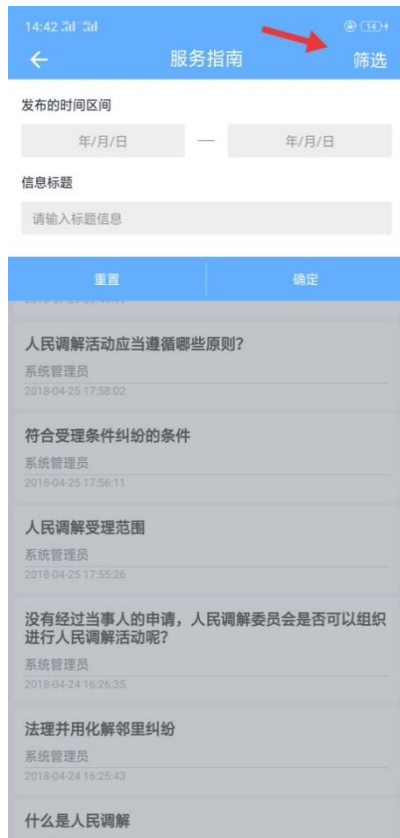 14:42
14
服务指南
筛选
发布的时间区间
年/月/日 — 年/月/日
信息标题
请输入标题信息
重置
确定
人民调解活动应当遵循哪些原则?
系统管理员
2018-04-25 17:58:02
符合受理条件纠纷的条件
系统管理员
2018-04-25 17:56:11
人民调解受理范围
系统管理员
2018-04-25 17:55:26
没有经过当事人的申请，人民调解委员会是否可以组织
进行人民调解活动呢?
系统管理员
2018-04-24 16:26:35
法理并用化解邻里纠纷
系统管理员
2018-04-24 16:25:43
什么是人民调解